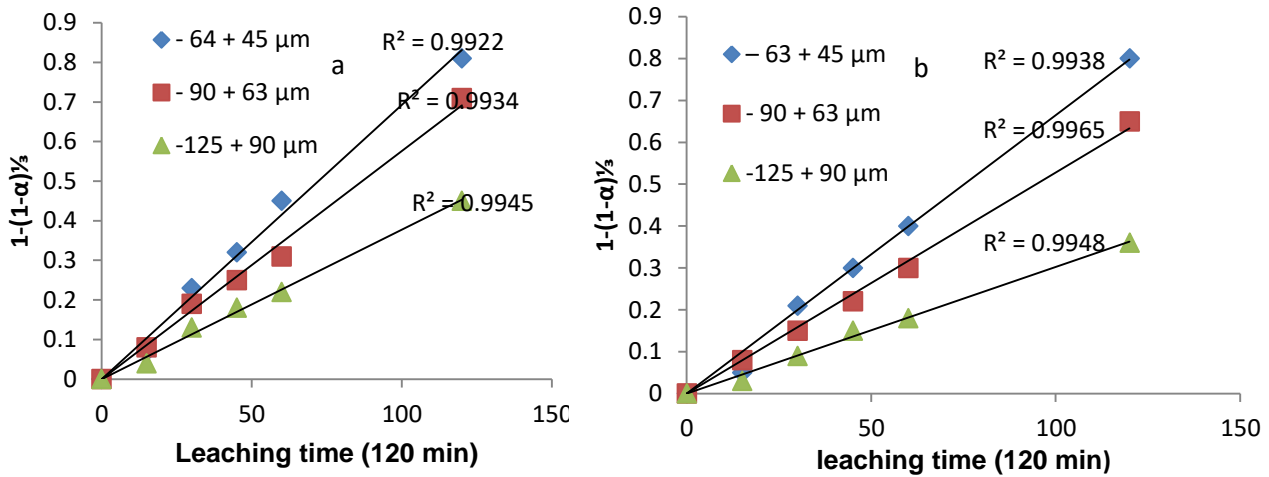 0.9
0.8
0.7
0.6
0.5
0.4
0.3
0.2
0.1
0
1-(1-α)⅓
- 64 + 45 µm
- 90 + 63 µm
-125 + 90 µm
a
R² = 0.9922
R² = 0.9934
R² = 0.9945
0 50 100 150
Leaching time (120 min)
0.9
0.8
0.7
0.6
0.5
0.4
0.3
0.2
0.1
0
1-(1-α)⅓
– 63 + 45 µm
- 90 + 63 µm
-125 + 90 µm
b
R² = 0.9938
R² = 0.9965
R² = 0.9948
0 50 100 150
leaching time (120 min)